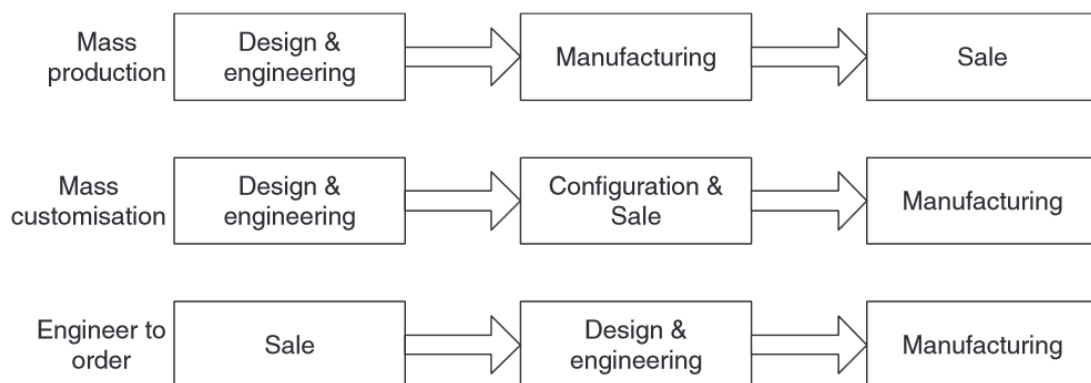 Mass
production
Design &
engineering
Manufacturing
Sale
Mass
customisation
Design &
engineering
Configuration &
Sale
Manufacturing
Engineer to
order
Sale
Design &
engineering
Manufacturing